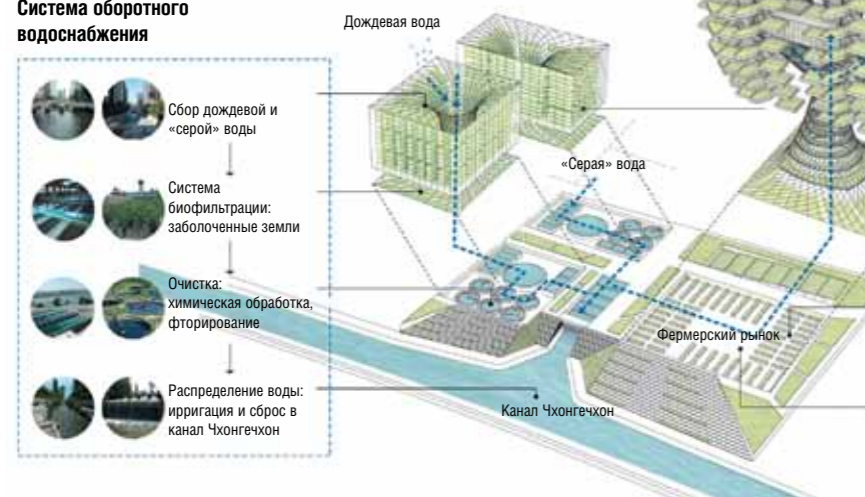 Система оборотного
водоснабжения
Сбор дождевой и
«серой» воды
Система
биофильтрации:
заболоченные земли
Очистка:
химическая обработка,
фторирование
Распределение воды:
ирригация и сброс в
канал Чхонгечхон
Дождевая вода
«Серая» вода
Фермерский рынок
Канал Чхонгечхон